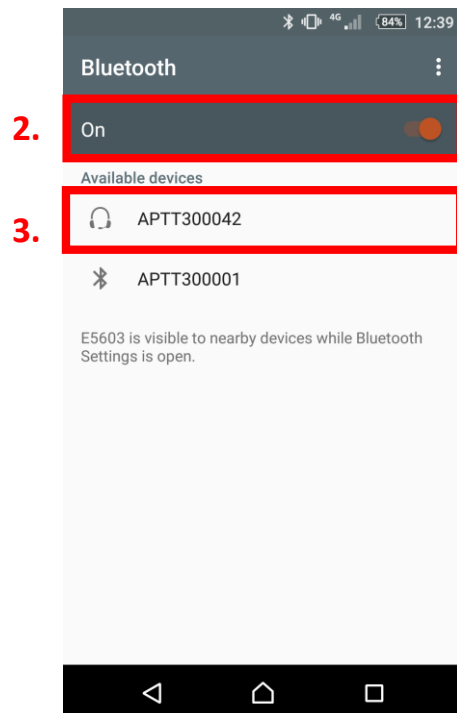 4G 84% 12:39
Bluetooth
2. On
Available devices
3. APTT300042
APTT300001
E5603 is visible to nearby devices while Bluetooth
Settings is open.